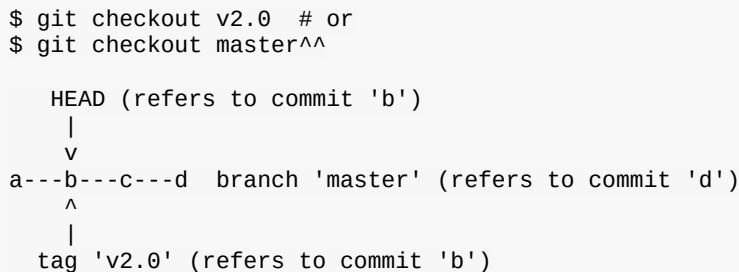 $ git checkout v2.0  # or
$ git checkout master^^
   HEAD (refers to commit 'b')
    |
    v
a---b---c---d  branch 'master' (refers to commit 'd')
    ^
    |
  tag 'v2.0' (refers to commit 'b')